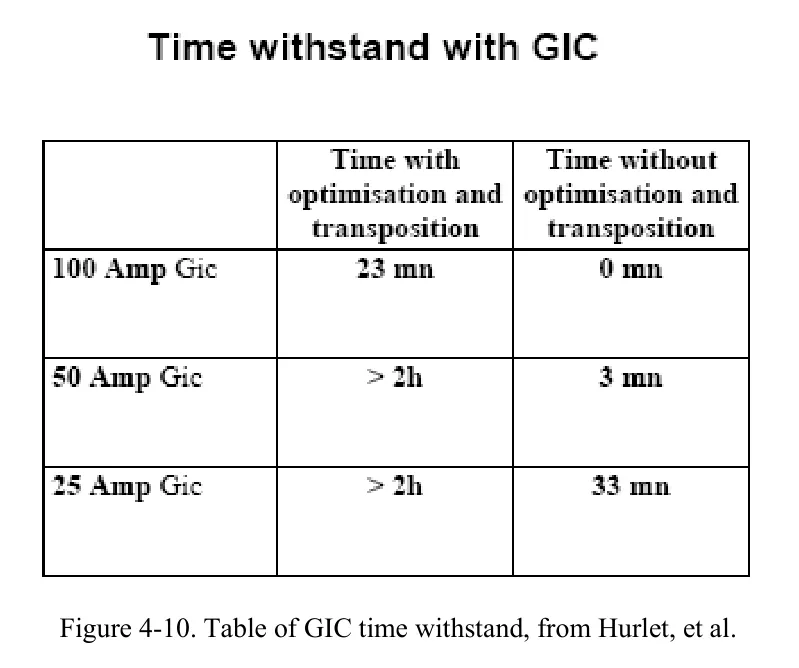 Time withstand with GIC
Time with
optimisation and
transposition
Time without
optimisation and
transposition
100 Amp Gic
23 mn
0 mn
50 Amp Gic
> 2h
3 mn
25 Amp Gic
> 2h
33 mn
Figure 4-10. Table of GIC time withstand, from Hurlet, et al.